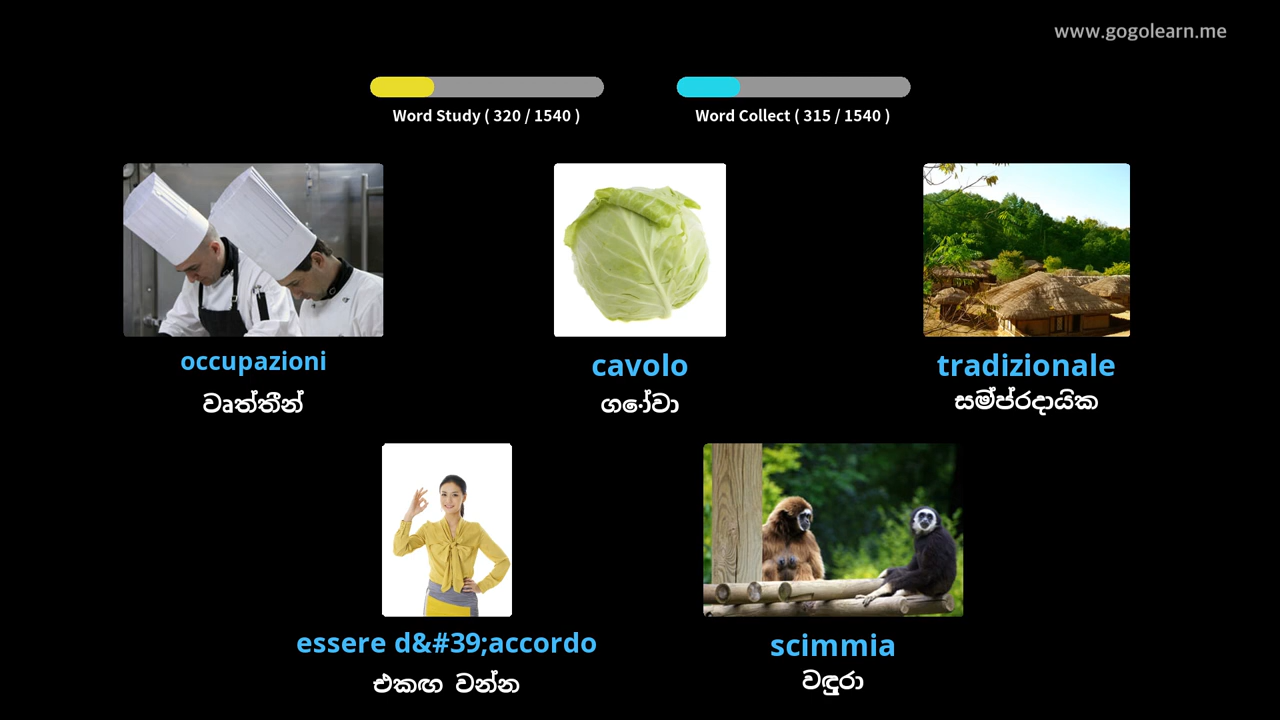 www.gogolearn.me
Word Study ( 320 / 1540 ) Word Collect ( 315 / 1540 )
occupazioni cavolo tradizionale
වෘත්තීන් ගෝවා සම්ප්රදායික
essere d&#39;accordo scimmia
එකඟ වන්න වඳුරා